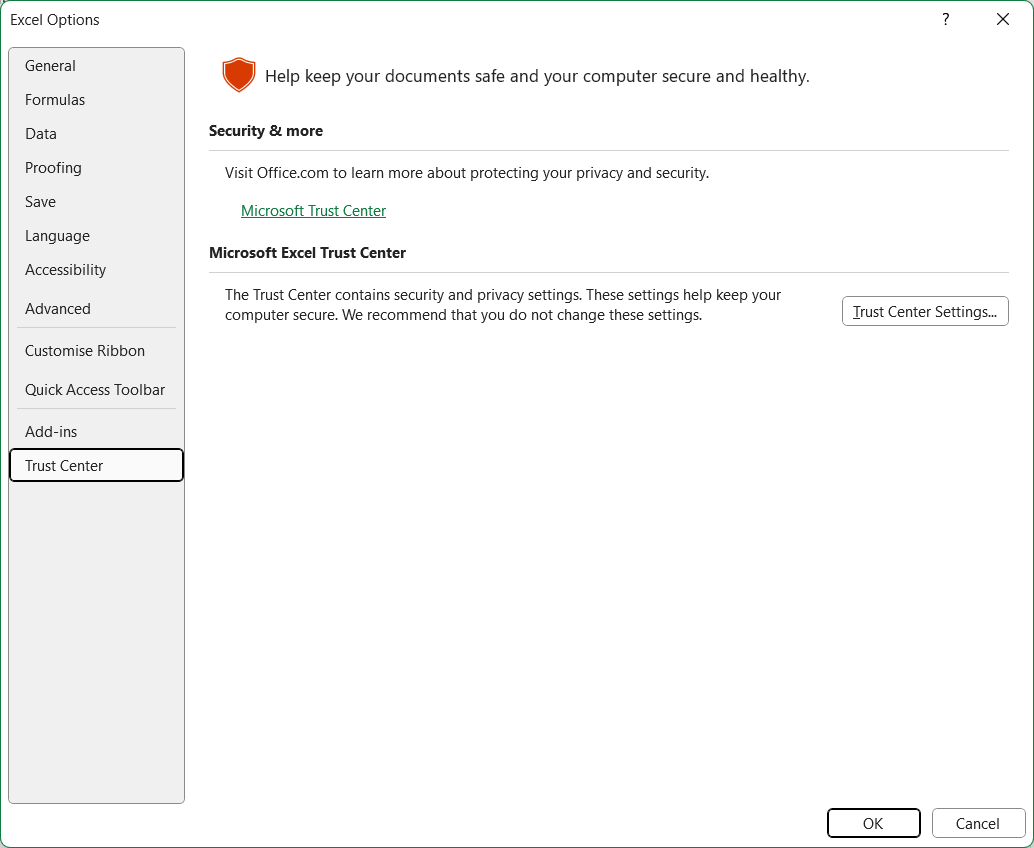 Excel Options
?
General
Formulas
Data
Proofing
Save
Language
Accessibility
Advanced
Customise Ribbon
Quick Access Toolbar
Add-ins
Trust Center
Help keep your documents safe and your computer secure and healthy.
Security & more
Visit Office.com to learn more about protecting your privacy and security.
Microsoft Trust Center
Microsoft Excel Trust Center
The Trust Center contains security and privacy settings. These settings help keep your
computer secure. We recommend that you do not change these settings.
Trust Center Settings...
OK
Cancel